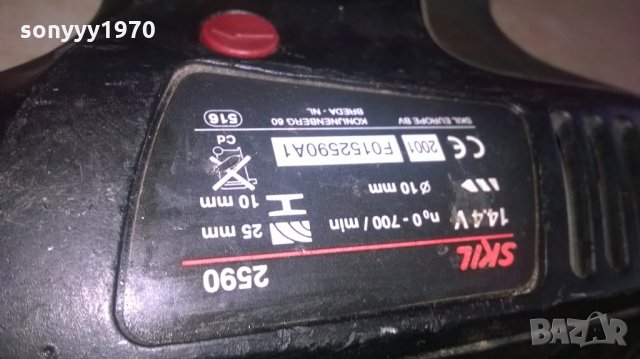 sonyyy1970
SKIL 2590
14.4 V n₀ 0 - 700 / min 25 mm
Ø 10 mm 10 mm
CE 2001 F0152590A1 Cd
SKIL EUROPE BV
KONIJNENBERG 60
BREDA - NL 516
BAZAR